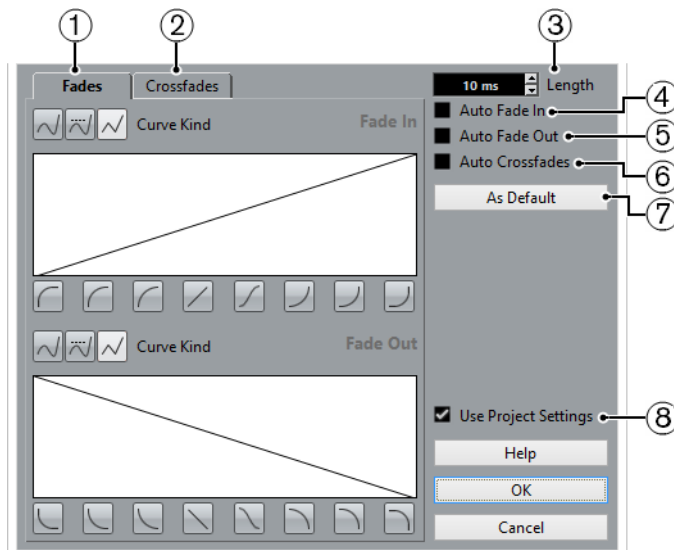 ① ② ③
Fades Crossfades 10 ms Length
Auto Fade In ④
Curve Kind Fade In
Auto Fade Out ⑤
Auto Crossfades ⑥
As Default ⑦
Curve Kind Fade Out
Use Project Settings ⑧
Help
OK
Cancel